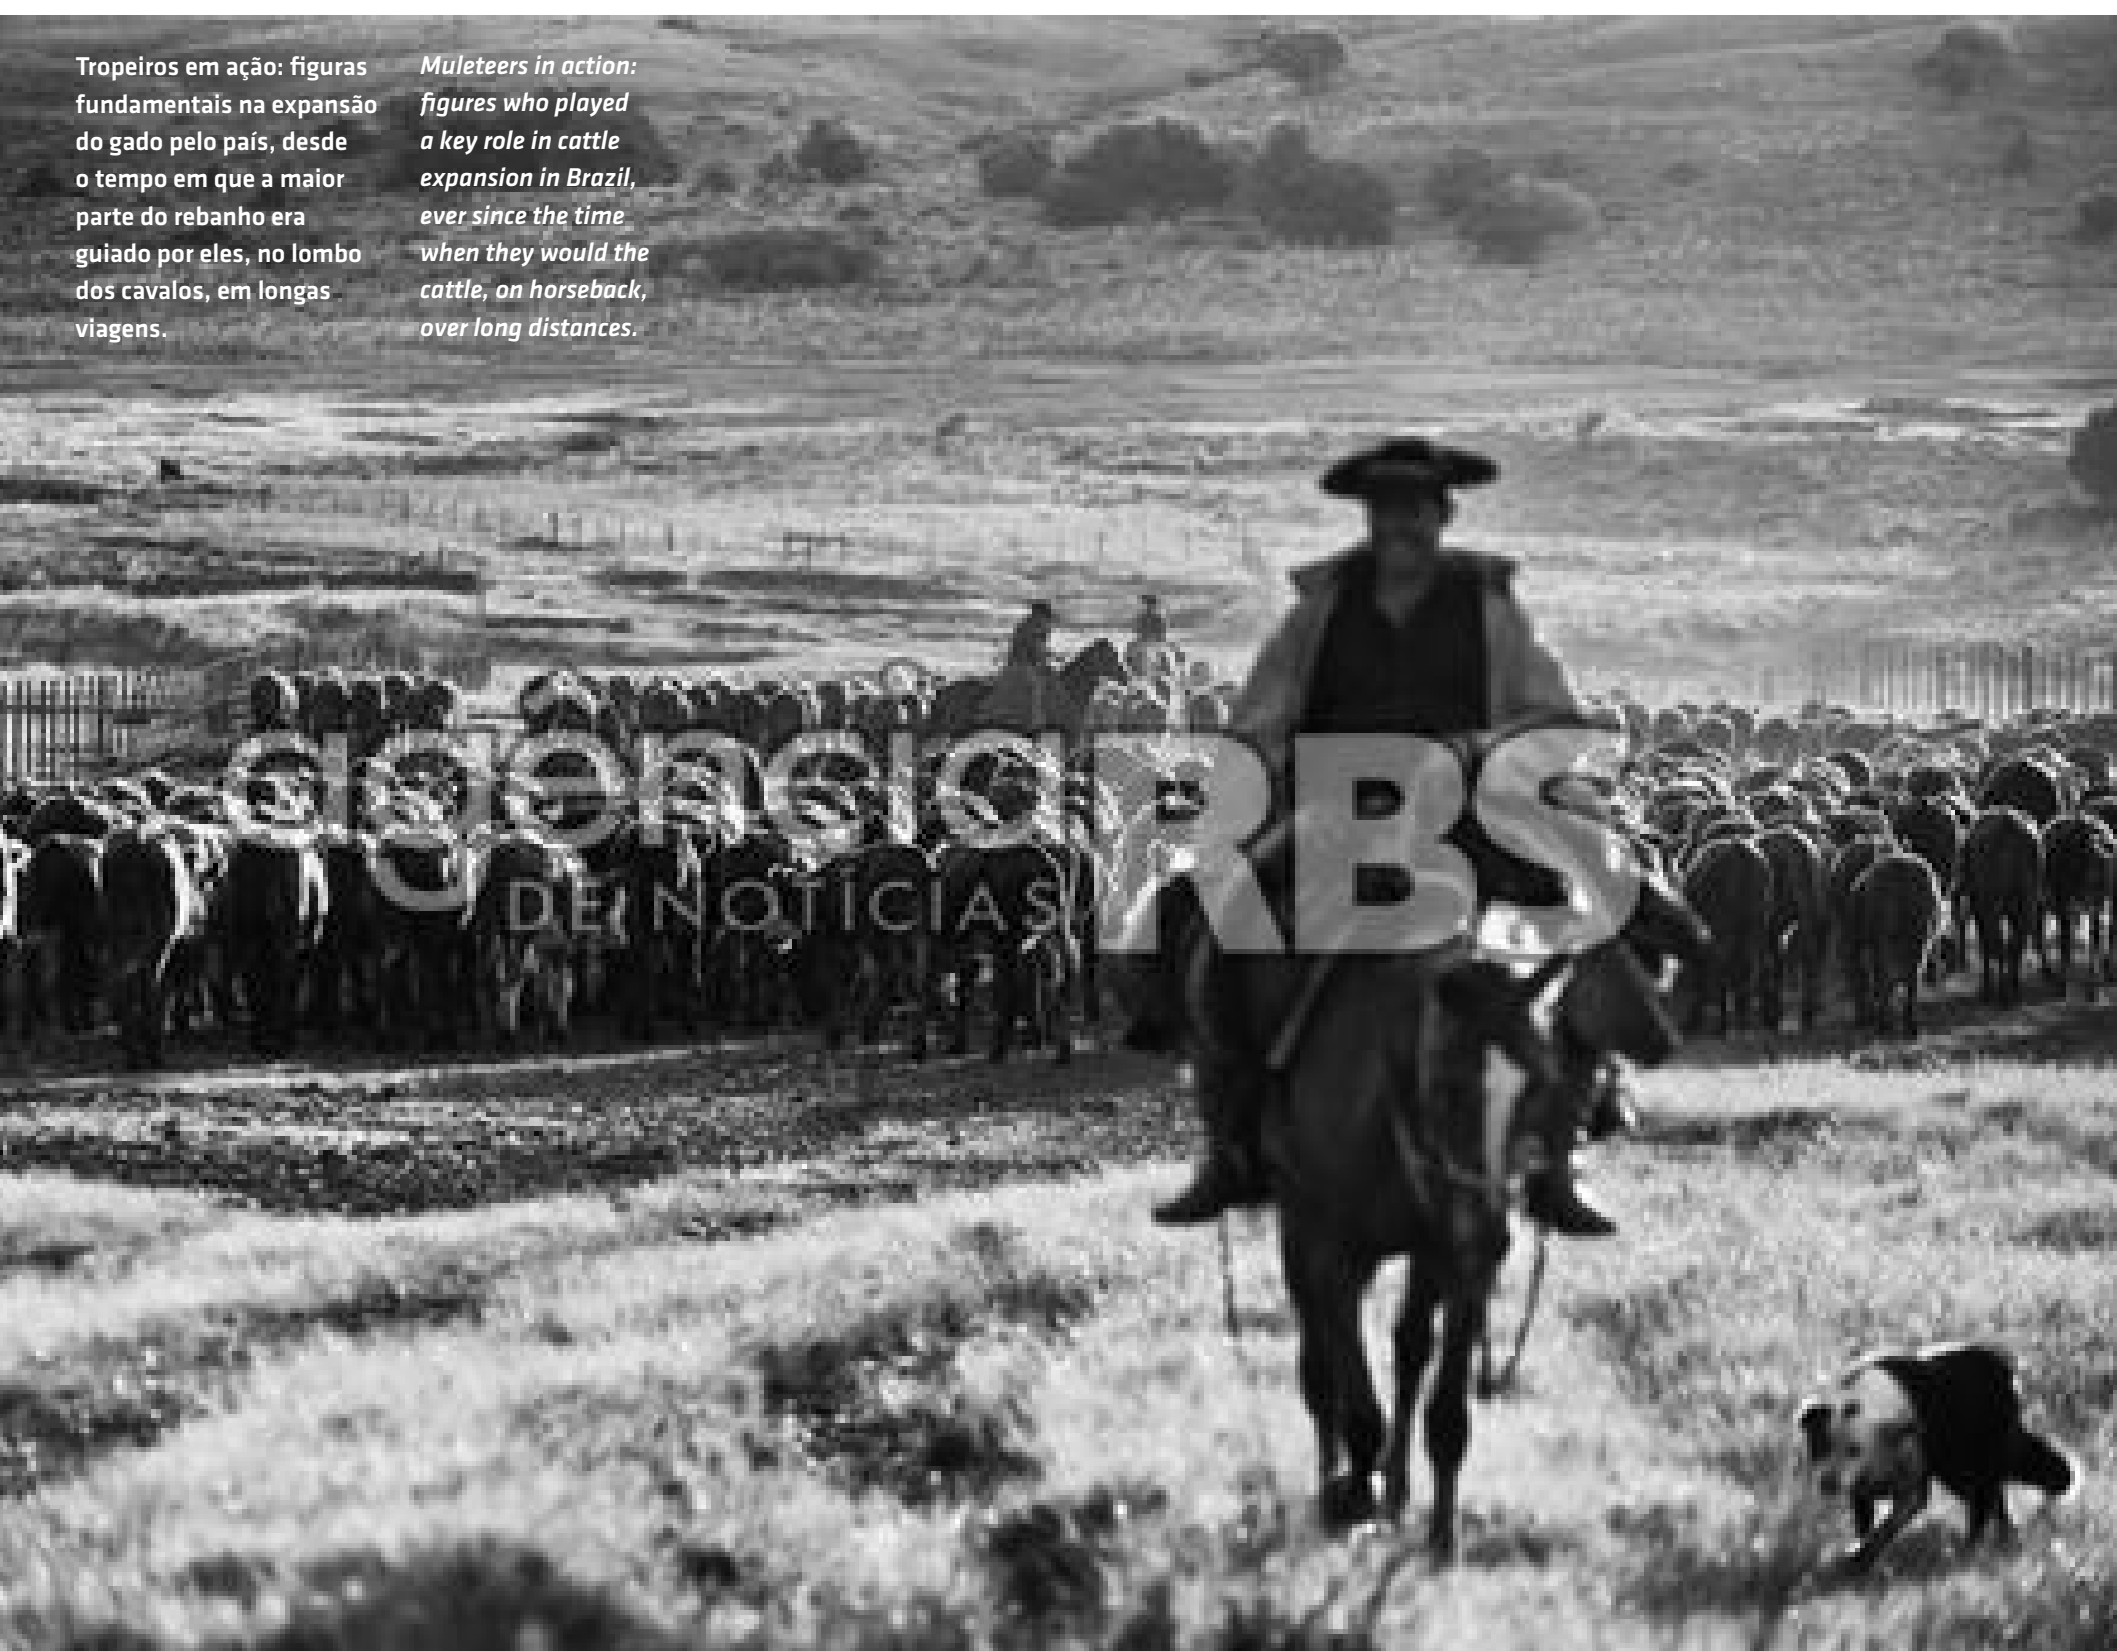 Tropeiros em ação: figuras
fundamentais na expansão
do gado pelo país, desde
o tempo em que a maior
parte do rebanho era
guiado por eles, no lombo
dos cavalos, em longas
viagens.
Muleteers in action:
figures who played
a key role in cattle
expansion in Brazil,
ever since the time
when they would the
cattle, on horseback,
over long distances.
agência RBS
DE NOTÍCIAS